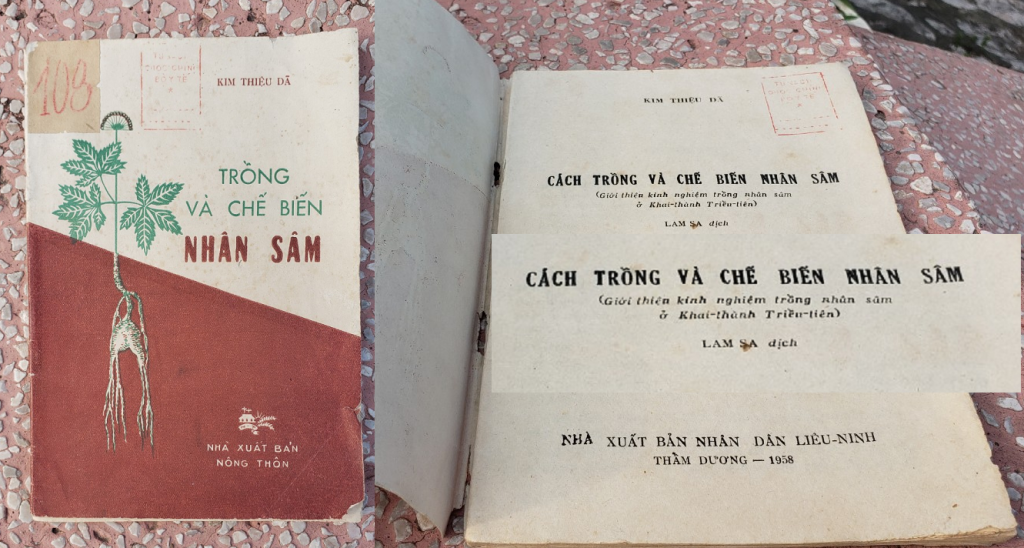 108
KIM THIỆU DÃ
TRỒNG
VÀ CHẾ BIẾN
NHÂN SÂM
NHÀ XUẤT BẢN
NÔNG THÔN
KIM THIỆU DÃ
CÁCH TRỒNG VÀ CHẾ BIẾN NHÂN SÂM
(Giới thiệu kinh nghiệm trồng nhân sâm
ở Khai-thành Triều-tiên)
LAM SA dịch
CÁCH TRỒNG VÀ CHẾ BIẾN NHÂN SÂM
(Giới thiệu kinh nghiệm trồng nhân sâm
ở Khai-thành Triều-tiên)
LAM SA dịch
NHÀ XUẤT BẢN NHÂN DÂN LIÊU-NINH
THẨM DƯƠNG — 1958